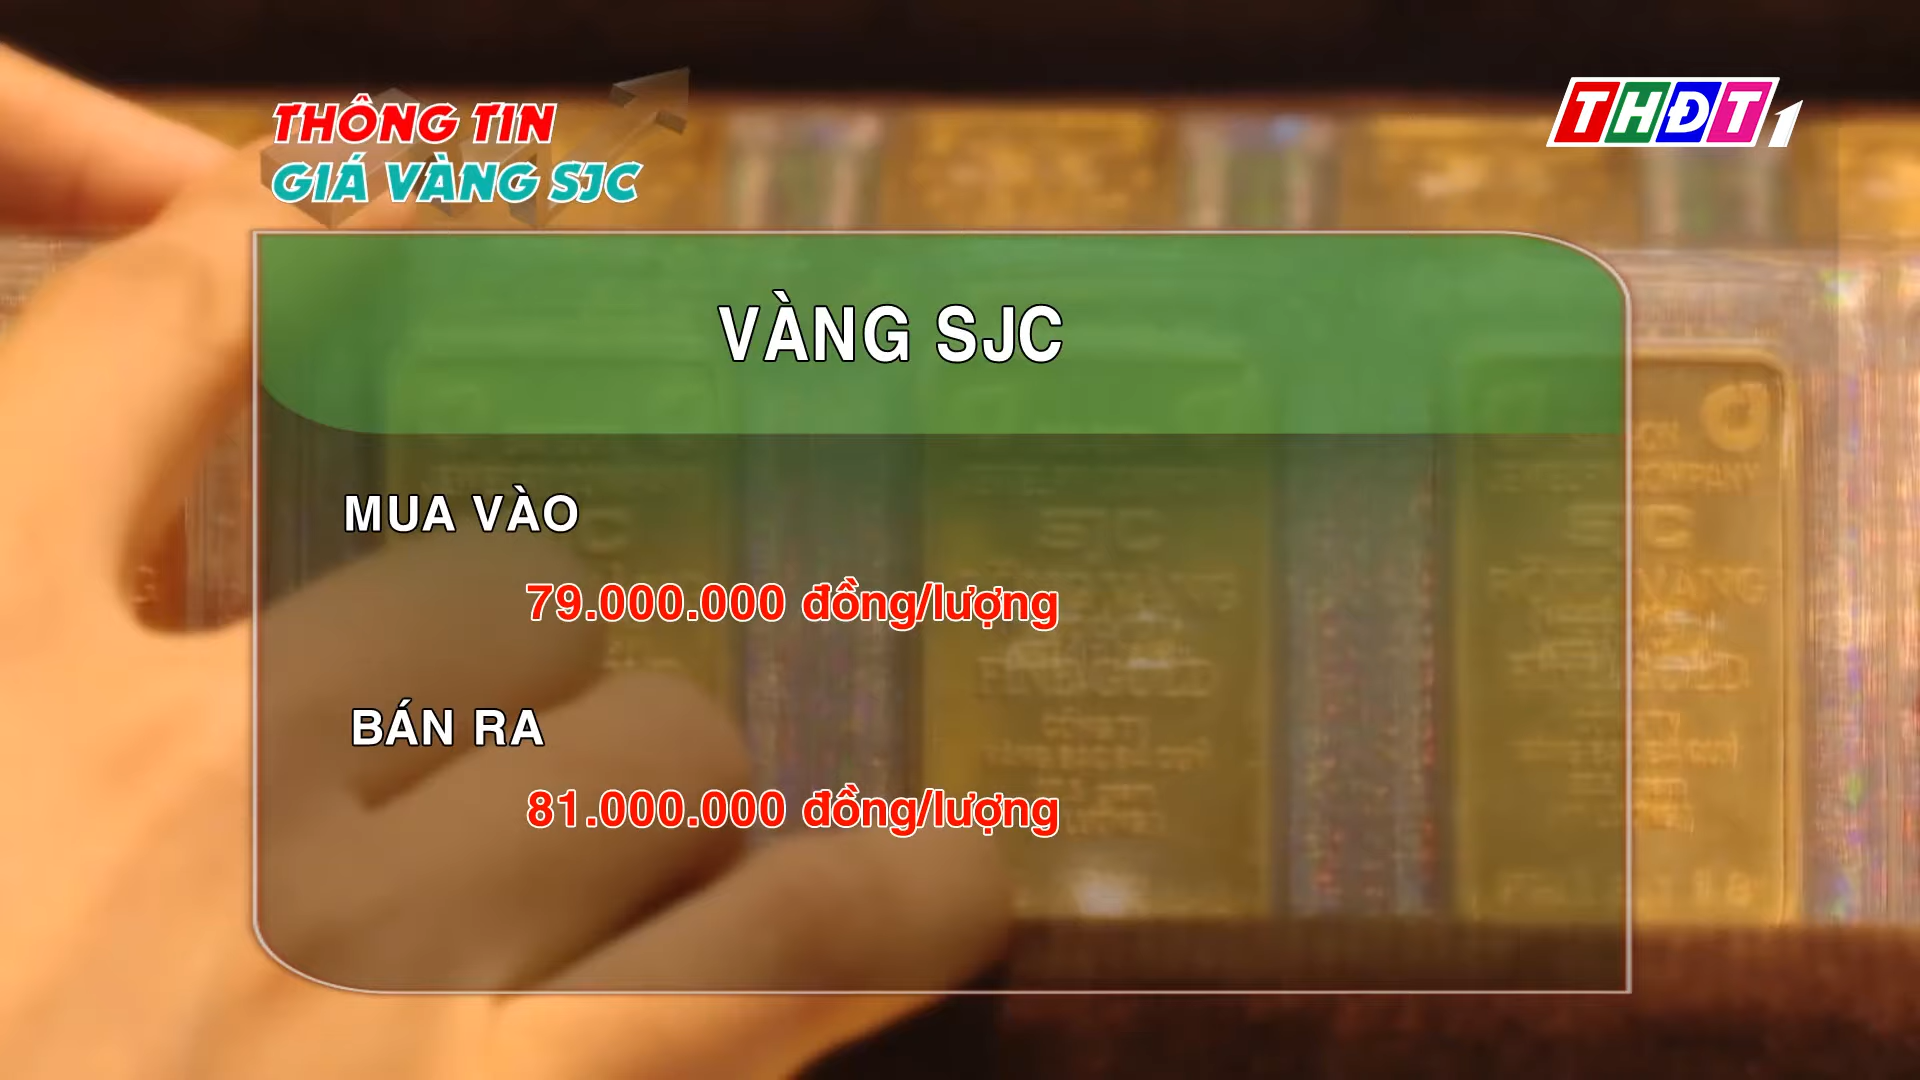 THÔNG TIN
GIÁ VÀNG SJC
THĐT1
VÀNG SJC
MUA VÀO
79.000.000 đồng/lượng
BÁN RA
81.000.000 đồng/lượng
SJC